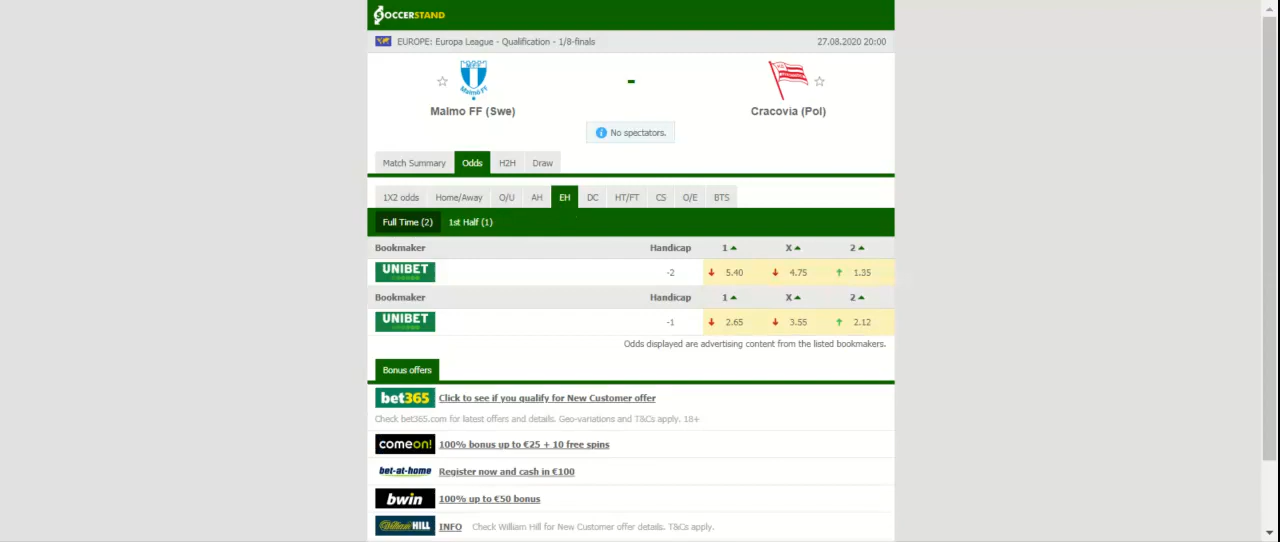 SOCCERSTAND
EUROPE: Europa League - Qualification - 1/8-finals 27.08.2020 20:00
-
Malmo FF (Swe) Cracovia (Pol)
No spectators.
Match Summary Odds H2H Draw
1X2 odds Home/Away O/U AH EH DC HT/FT CS O/E BTS
Full Time (2) 1st Half (1)
Bookmaker Handicap 1 X 2
UNIBET -2 5.40 4.75 1.35
Bookmaker Handicap 1 X 2
UNIBET -1 2.65 3.55 2.12
Odds displayed are advertising content from the listed bookmakers.
Bonus offers
bet365 Click to see if you qualify for New Customer offer
Check bet365.com for latest offers and details. Geo-variations and T&Cs apply. 18+
comeon! 100% bonus up to €25 + 10 free spins
bet-at-home Register now and cash in €100
bwin 100% up to €50 bonus
William HILL INFO Check William Hill for New Customer offer details. T&Cs apply.